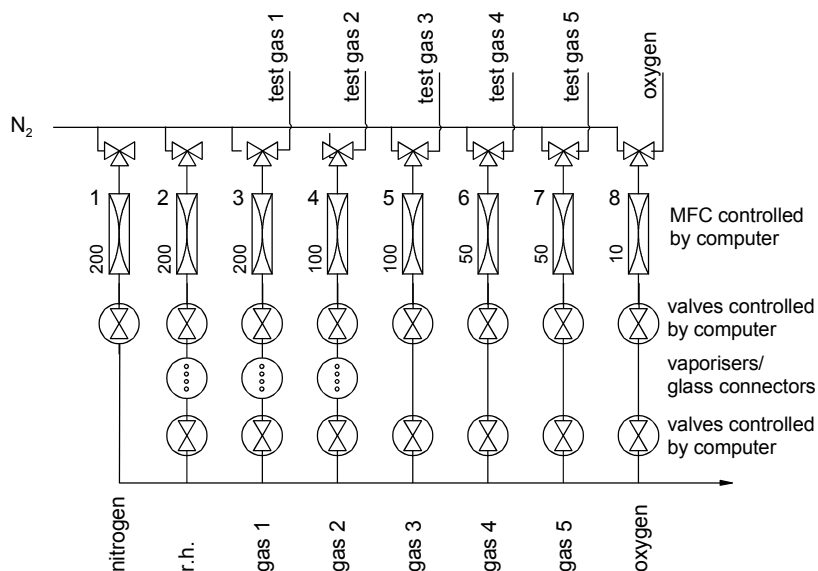 test gas 1
test gas 2
test gas 3
test gas 4
test gas 5
oxygen
N₂
1
2
3
4
5
6
7
8
200
200
200
100
100
50
50
10
MFC controlled
by computer
valves controlled
by computer
vaporisers/
glass connectors
valves controlled
by computer
nitrogen
r.h.
gas 1
gas 2
gas 3
gas 4
gas 5
oxygen